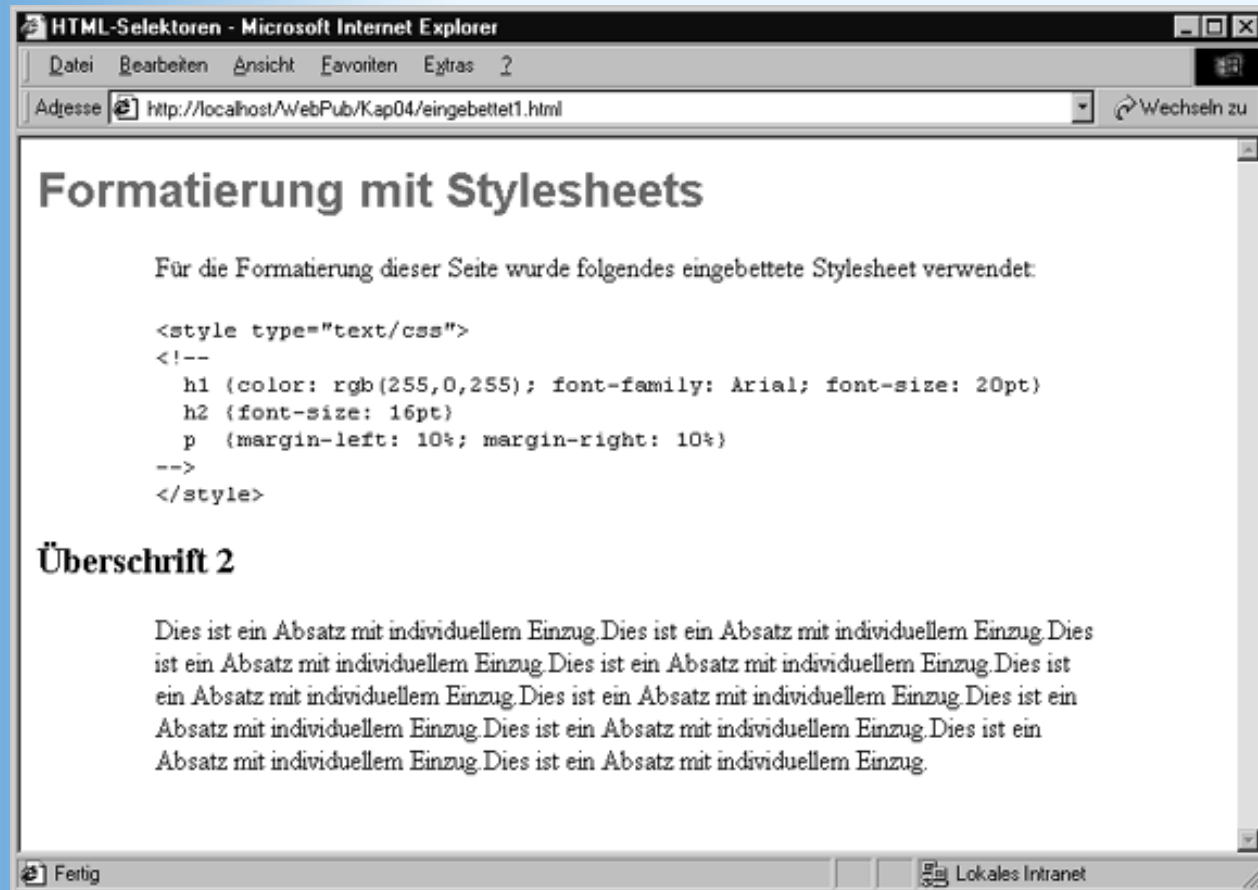 HTML-Selektoren - Microsoft Internet Explorer
Datei Bearbeiten Ansicht Favoriten Extras ?
Adresse http://localhost/WebPub/Kap04/eingebettet1.html Wechseln zu
Formatierung mit Stylesheets
Für die Formatierung dieser Seite wurde folgendes eingebettete Stylesheet verwendet:
<style type="text/css">
<!--
h1 {color: rgb(255,0,255); font-family: Arial; font-size: 20pt}
h2 {font-size: 16pt}
p {margin-left: 10%; margin-right: 10%}
-->
</style>
Überschrift 2
Dies ist ein Absatz mit individuellem Einzug.Dies ist ein Absatz mit individuellem Einzug.Dies
ist ein Absatz mit individuellem Einzug.Dies ist ein Absatz mit individuellem Einzug.Dies ist
ein Absatz mit individuellem Einzug.Dies ist ein Absatz mit individuellem Einzug.Dies ist ein
Absatz mit individuellem Einzug.Dies ist ein Absatz mit individuellem Einzug.Dies ist ein
Absatz mit individuellem Einzug.Dies ist ein Absatz mit individuellem Einzug.
Fertig Lokales Intranet